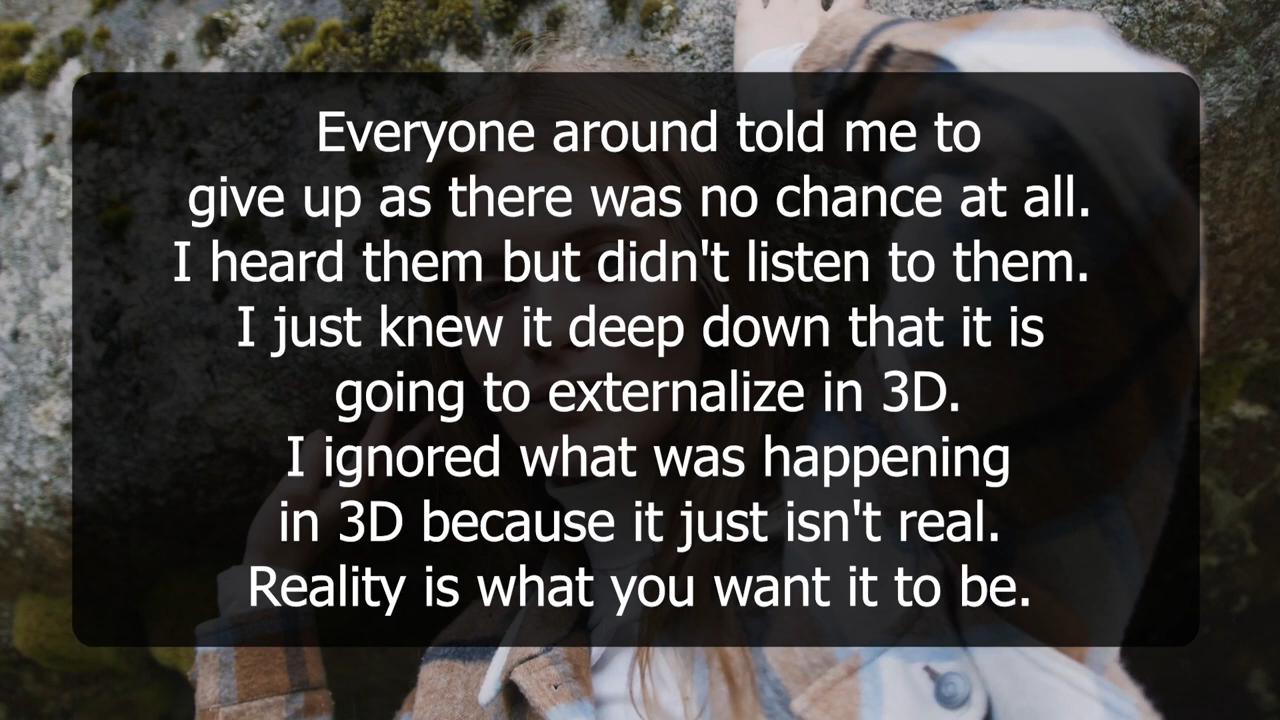 Everyone around told me to
give up as there was no chance at all.
I heard them but didn't listen to them.
I just knew it deep down that it is
going to externalize in 3D.
I ignored what was happening
in 3D because it just isn't real.
Reality is what you want it to be.